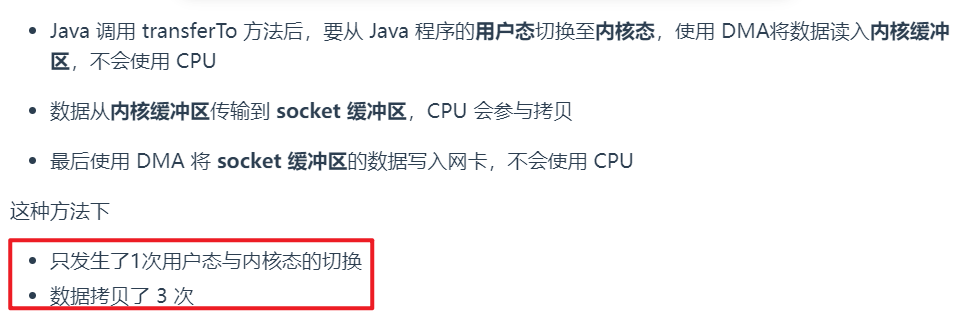 Java 调用 transferTo 方法后，要从 Java 程序的用户态切换至内核态，使用 DMA将数据读入内核缓冲
区，不会使用 CPU
数据从内核缓冲区传输到 socket 缓冲区，CPU 会参与拷贝
最后使用 DMA 将 socket 缓冲区的数据写入网卡，不会使用 CPU
这种方法下
只发生了1次用户态与内核态的切换
数据拷贝了 3 次